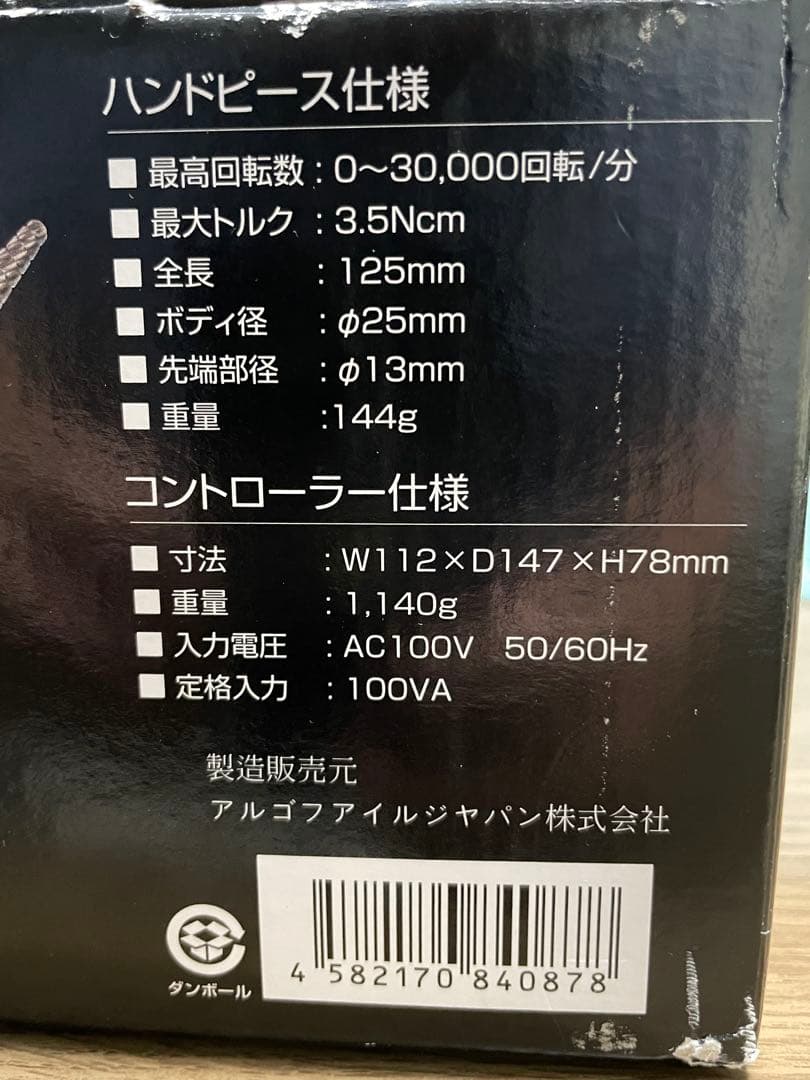 ハンドピース仕様
■ 最高回転数 : 0〜30,000回転/分
■ 最大トルク : 3.5Ncm
■ 全長 : 125mm
■ ボディ径 : φ25mm
■ 先端部径 : φ13mm
■ 重量 :144g
コントローラー仕様
■ 寸法 : W112×D147×H78mm
■ 重量 : 1,140g
■ 入力電圧 : AC100V 50/60Hz
■ 定格入力 : 100VA
製造販売元
アルゴフアイルジヤパン株式会社
ダンボール
4 582170 840878